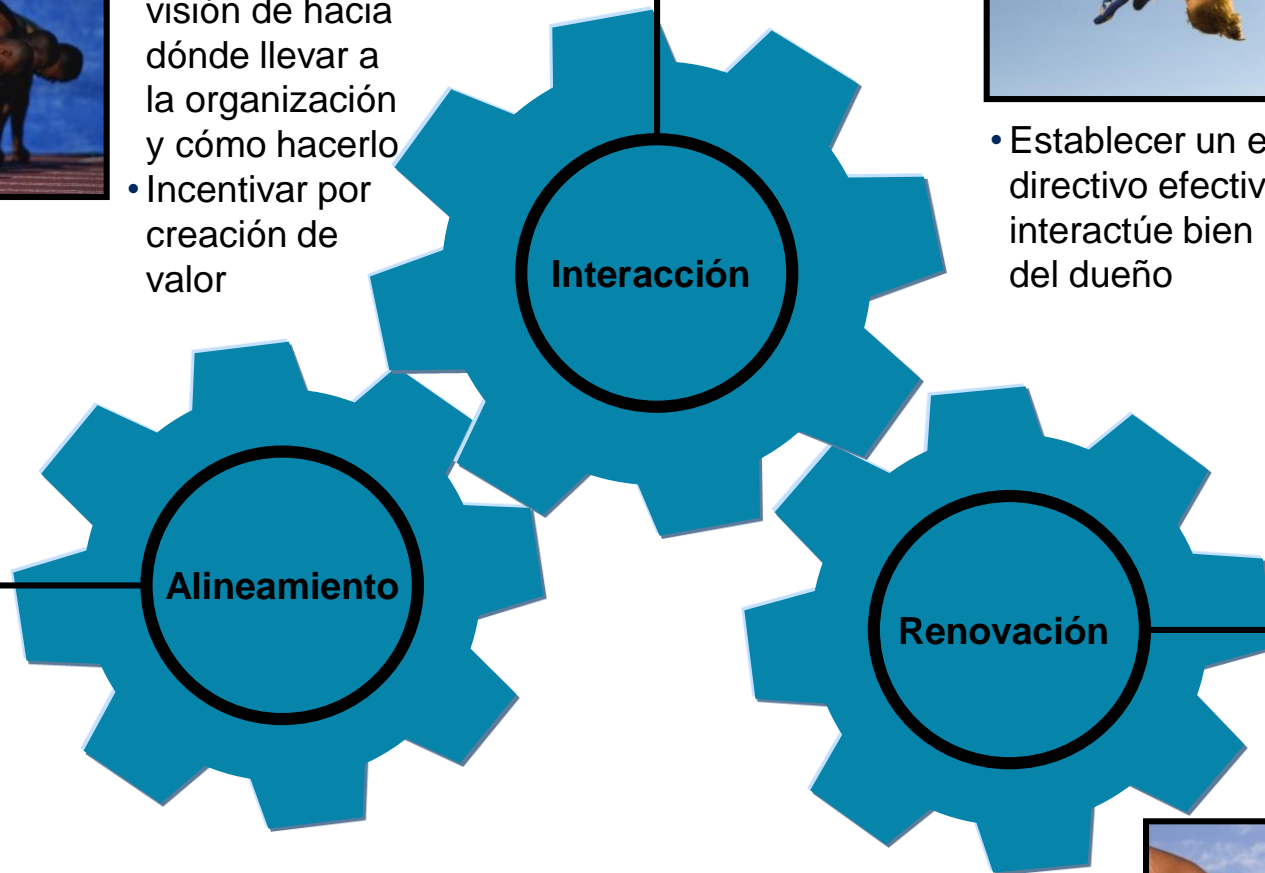 visión de hacia
dónde llevar a
la organización
y cómo hacerlo
• Incentivar por
creación de
valor
• Establecer un
directivo
interactúe bien
del dueño
Interacción
Alineamiento
Renovación